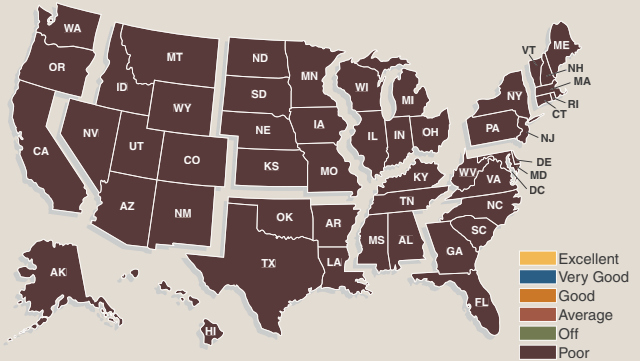 WA
OR
CA
ID
NV
MT
WY
UT
AZ
CO
NM
ND
SD
NE
KS
OK
TX
MN
IA
MO
AR
LA
WI
IL
MI
IN
OH
KY
TN
MS
AL
GA
FL
SC
NC
VA
WV
PA
NY
VT
ME
NH
MA
RI
CT
NJ
DE
MD
DC
AK
HI
Excellent
Very Good
Good
Average
Off
Poor